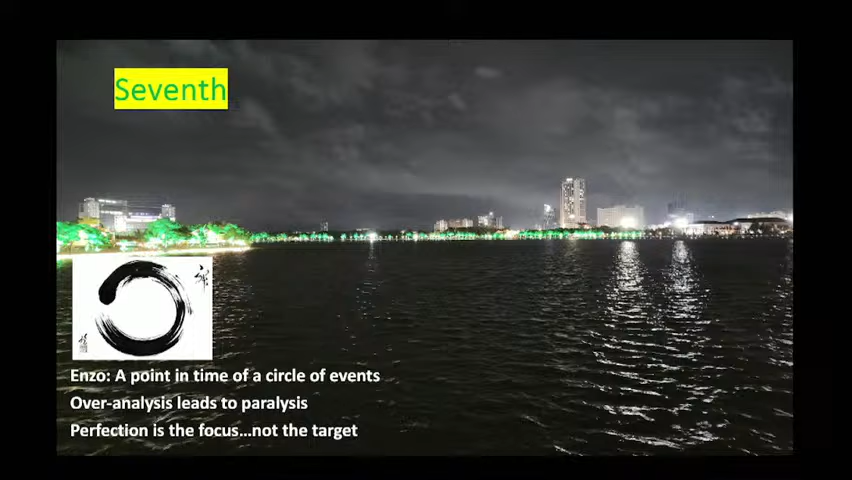 Seventh
Enzo: A point in time of a circle of events
Over-analysis leads to paralysis
Perfection is the focus...not the target